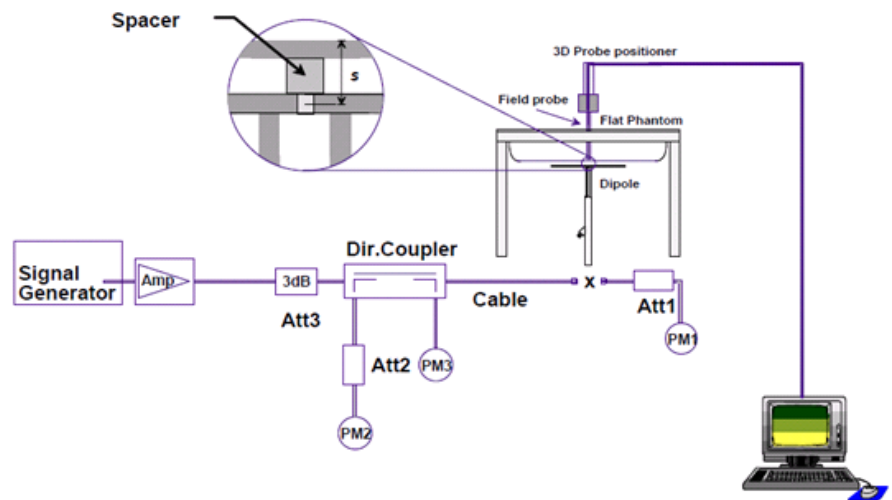 Spacer
s
3D Probe positioner
Field probe
Flat Phantom
Dipole
Signal
Generator
Amp
3dB
Att3
Dir.Coupler
Cable
x
Att1
PM1
Att2
PM3
PM2